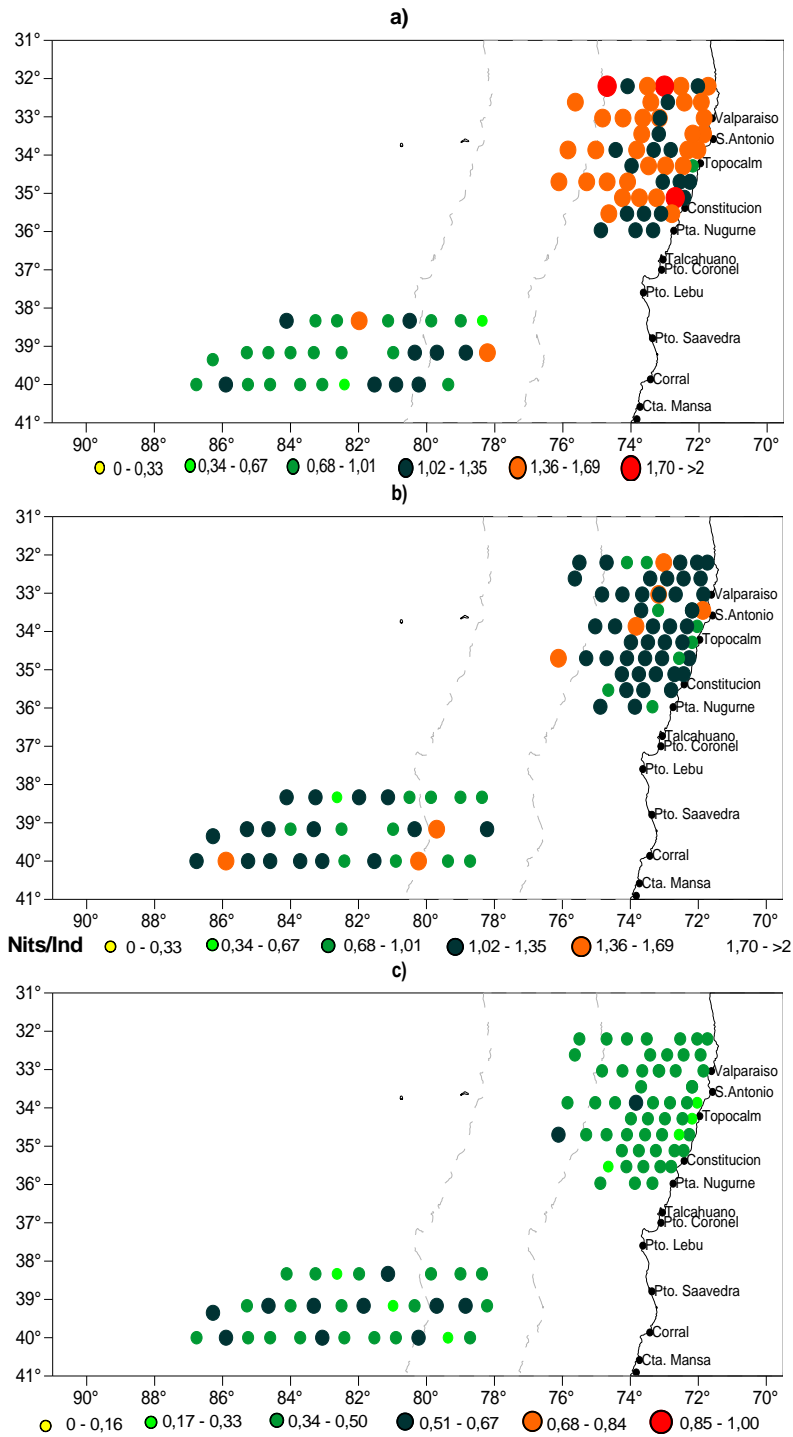 a)
31°
32°
33°
34°
35°
36°
37°
38°
39°
40°
41°
Valparaiso
S.Antonio
Topocalm
Constitucion
Pta. Nugurne
Talcahuano
Pto. Coronel
Pto. Lebu
Pto. Saavedra
Corral
Cta. Mansa
90° 88° 86° 84° 82° 80° 78° 76° 74° 72° 70°
0 - 0,33 0,34 - 0,67 0,68 - 1,01 1,02 - 1,35 1,36 - 1,69 1,70 - >2
b)
31°
32°
33°
34°
35°
36°
37°
38°
39°
40°
41°
Valparaiso
S.Antonio
Topocalm
Constitucion
Pta. Nugurne
Talcahuano
Pto. Coronel
Pto. Lebu
Pto. Saavedra
Corral
Cta. Mansa
90° 88° 86° 84° 82° 80° 78° 76° 74° 72° 70°
Nits/Ind 0 - 0,33 0,34 - 0,67 0,68 - 1,01 1,02 - 1,35 1,36 - 1,69 1,70 - >2
c)
31°
32°
33°
34°
35°
36°
37°
38°
39°
40°
41°
Valparaiso
S.Antonio
Topocalm
Constitucion
Pta. Nugurne
Talcahuano
Pto. Coronel
Pto. Lebu
Pto. Saavedra
Corral
Cta. Mansa
90° 88° 86° 84° 82° 80° 78° 76° 74° 72° 70°
0 - 0,16 0,17 - 0,33 0,34 - 0,50 0,51 - 0,67 0,68 - 0,84 0,85 - 1,00